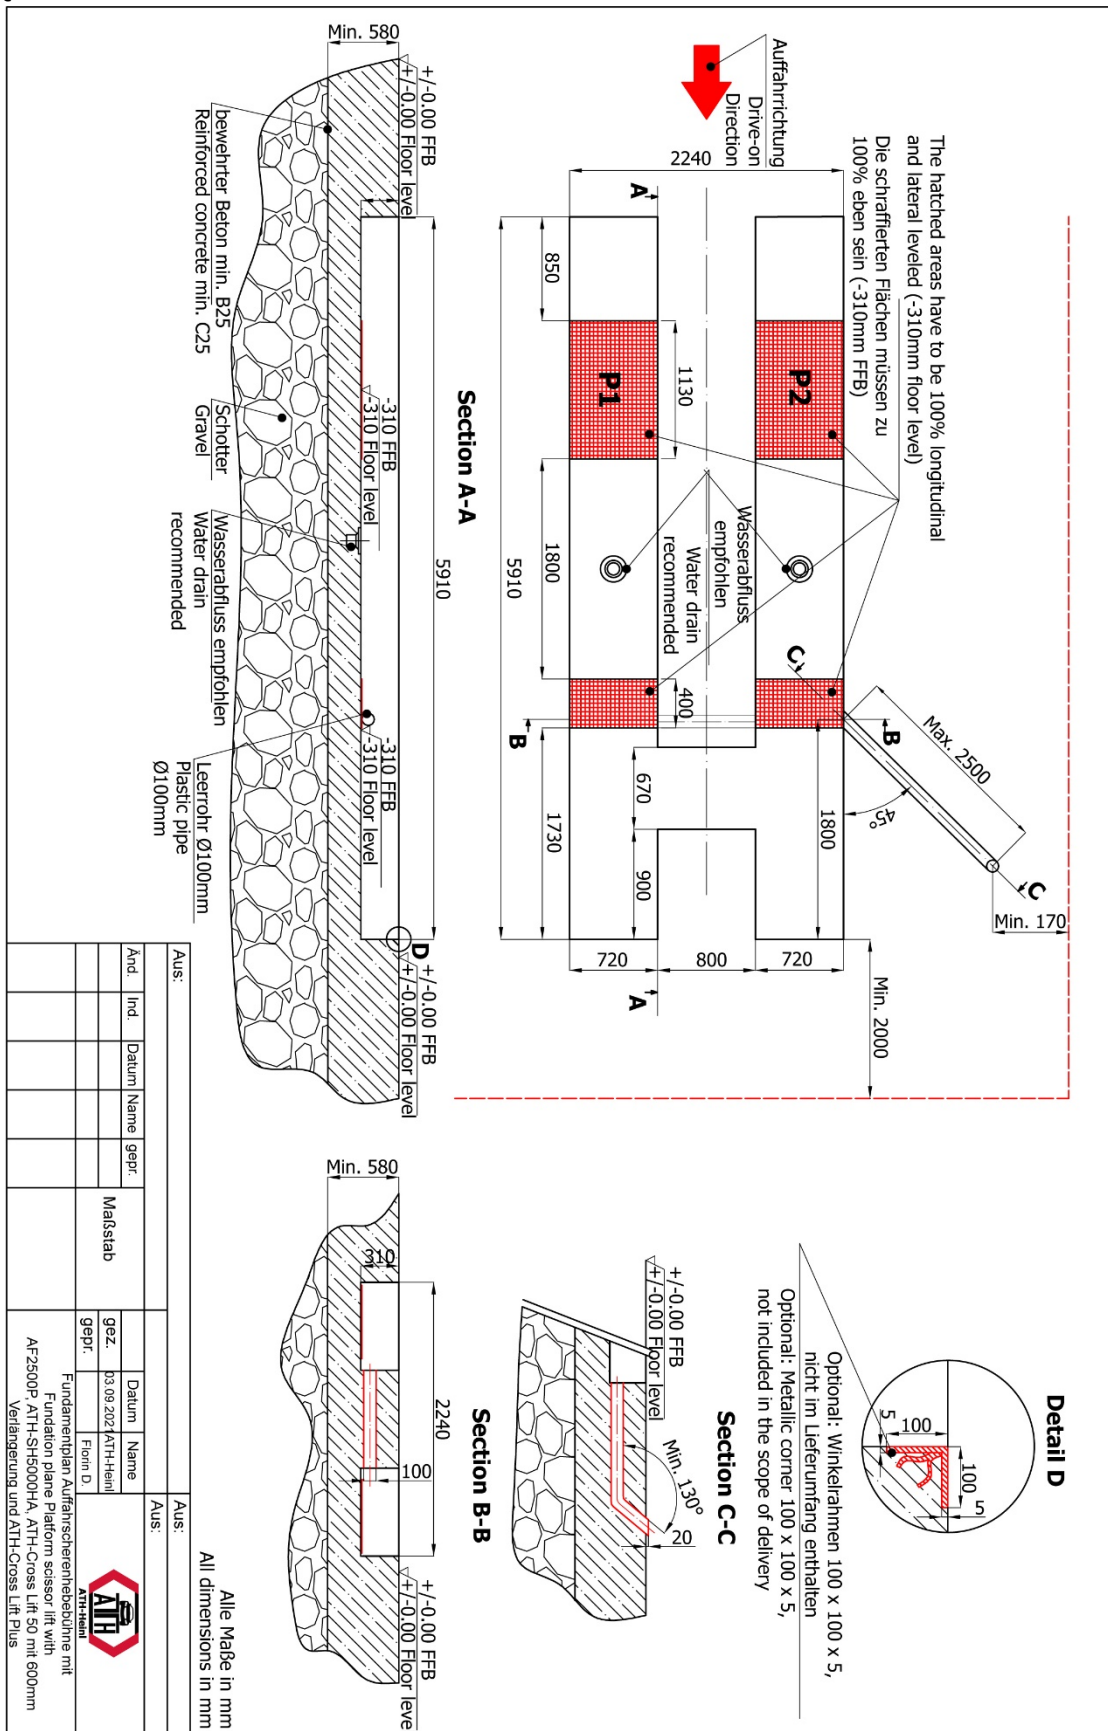 The hatched areas have to be 100% longitudinal
and lateral leveled (-310mm floor level)
Die schraffierten Flächen müssen zu
100% eben sein (-310mm FFB)
Auffahrrichtung
Drive-on
Direction
2240
A
850
P1
P2
1130
1800
Wasserabfluss
empfohlen
Water drain
recommended
400
C
B
B
Max. 2500
45°
C
Min. 170
1800
670
900
1730
5910
720
800
720
A
Min. 2000
Section A-A
Min. 580
+/-0.00 FFB
+/-0.00 Floor level
5910
-310 FFB
-310 Floor level
-310 FFB
-310 Floor level
D
+/-0.00 FFB
+/-0.00 Floor level
bewehrter Beton min. B25
Reinforced concrete min. C25
Schotter
Gravel
Wasserabfluss empfohlen
Water drain
recommended
Leerrohr Ø100mm
Plastic pipe
Ø100mm
Detail D
5
100
100
5
Optional: Winkelrahmen 100 x 100 x 5,
nicht im Lieferumfang enthalten
Optional: Metallic corner 100 x 100 x 5,
not included in the scope of delivery
Section C-C
+/-0.00 FFB
+/-0.00 Floor level
Min. 130°
20
Section B-B
Min. 580
310
2240
100
+/-0.00 FFB
+/-0.00 Floor leve
Alle Maße in mm
All dimensions in mm
Aus:
Aus:
Aus:
Änd.
Ind.
Datum
Name
gepr.
Maßstab
Datum
Name
gez.
03.09.2021
ATH-Heinl
gepr.
Florin D.
ATH
ATH-Heinl
Fundamentplan Auffahrscherenhebebühne mit
Fundation plane Platform scissor lift with
AF2500P, ATH-SH5000HA, ATH-Cross Lift 50 mit 600mm
Verlängerung und ATH-Cross Lift Plus